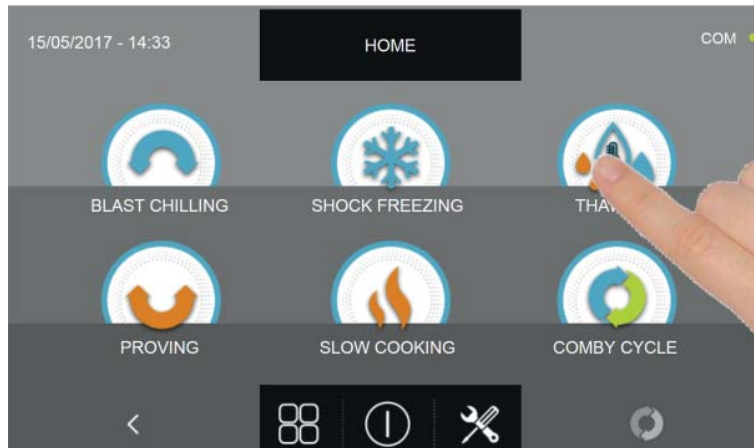 15/05/2017 - 14:33
HOME
COM
BLAST CHILLING
SHOCK FREEZING
PROVING
SLOW COOKING
COMBY CYCLE